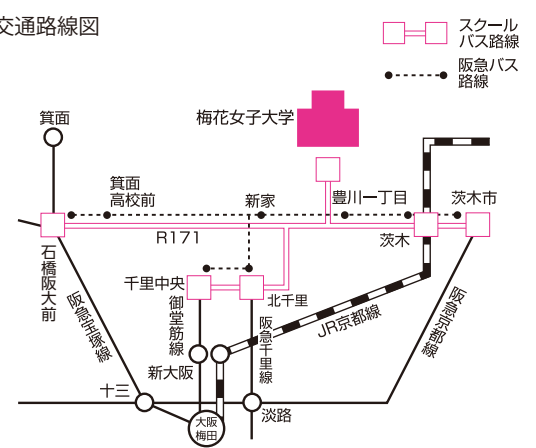 交通路線図
スクール
バス路線
阪急バス
路線
梅花女子大学
箕面
箕面
高校前
新家
豊川一丁目
茨木市
R171
茨木
石橋阪大前
千里中央
北千里
御堂筋線
阪急宝塚線
阪急千里線
JR京都線
阪急京都線
新大阪
十三
淡路
大阪
梅田